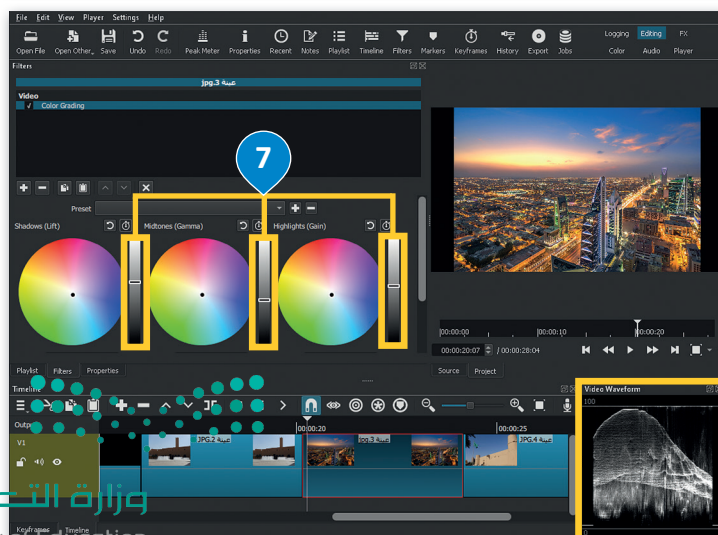 File Edit View Player Settings Help
Open File Open Other... Save Undo Redo Peak Meter Properties Recent Notes Playlist Timeline Filters Markers Keyframes History Export Jobs
Logging Editing FX
Color Audio Player
Filters
عينة 3.jpg
Video
Color Grading
7
Preset
Shadows (Lift) Midtones (Gamma) Highlights (Gain)
00:00:00 00:00:10 00:00:20
00:00:20:07 / 00:00:28:04
Playlist Filters Properties
Source Project
Timeline
Video Waveform
100
Output
00:00:20 00:00:25
V1
عينة 2.JPG عينة 3.jpg عينة 4.JPG
0
وزارة التـ
Keyframes Timeline